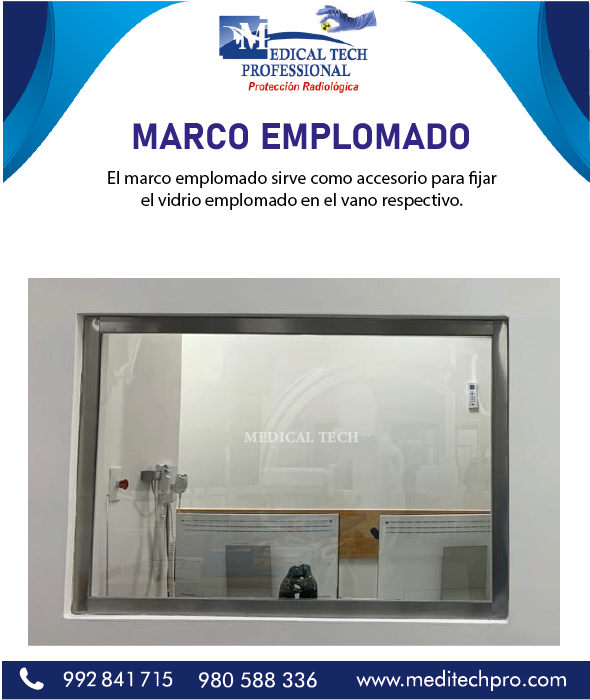 MEDICAL TECH
PROFESSIONAL
Protección Radiológica
MARCO EMPLOMADO
El marco emplomado sirve como accesorio para fijar
el vidrio emplomado en el vano respectivo.
MEDICAL TECH
992 841 715 980 588 336 www.meditechpro.com